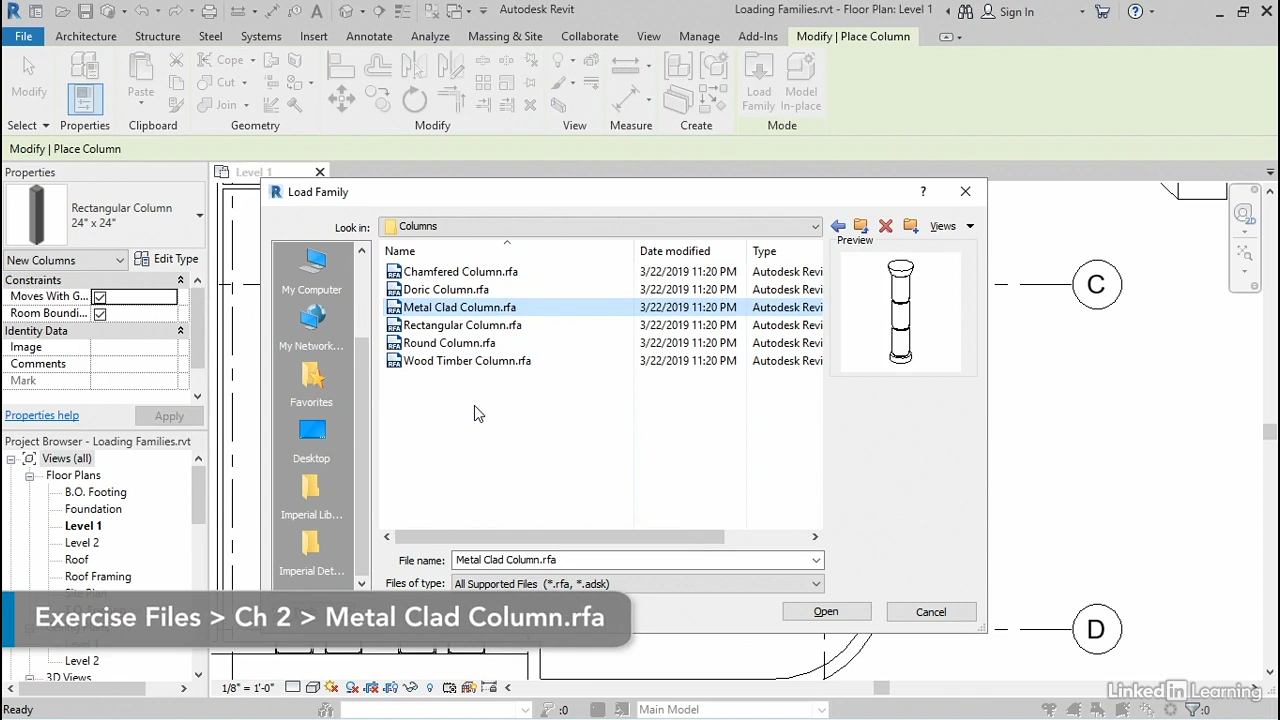 Autodesk Revit
Loading Families.rvt - Floor Plan: Level 1
Sign In
File
Architecture
Structure
Steel
Systems
Insert
Annotate
Analyze
Massing & Site
Collaborate
View
Manage
Add-Ins
Modify | Place Column
Modify
Paste
Cope
Cut
Join
Load
Family
Model
In-place
Select
Properties
Clipboard
Geometry
Modify
View
Measure
Create
Mode
Modify | Place Column
Properties
Rectangular Column
24" x 24"
New Columns
Edit Type
Constraints
Moves With G...
Room Boundin...
Identity Data
Image
Comments
Mark
Properties help
Apply
Project Browser - Loading Families.rvt
Views (all)
Floor Plans
B.O. Footing
Foundation
Level 1
Level 2
Roof
Roof Framing
Level 2
3D Views
Level 1
Load Family
?
Look in:
Columns
Views
My Computer
My Network...
Favorites
Desktop
Imperial Lib...
Imperial Det...
Name
Date modified
Type
Chamfered Column.rfa
3/22/2019 11:20 PM
Autodesk Revi
Doric Column.rfa
3/22/2019 11:20 PM
Autodesk Revi
Metal Clad Column.rfa
3/22/2019 11:20 PM
Autodesk Revi
Rectangular Column.rfa
3/22/2019 11:20 PM
Autodesk Revi
Round Column.rfa
3/22/2019 11:20 PM
Autodesk Revi
Wood Timber Column.rfa
3/22/2019 11:20 PM
Autodesk Revi
Preview
File name:
Metal Clad Column.rfa
Files of type:
All Supported Files (*.rfa, *.adsk)
Open
Cancel
C
D
Exercise Files > Ch 2 > Metal Clad Column.rfa
1/8" = 1'-0"
Ready
:0
Main Model
:0
Linked in Learning